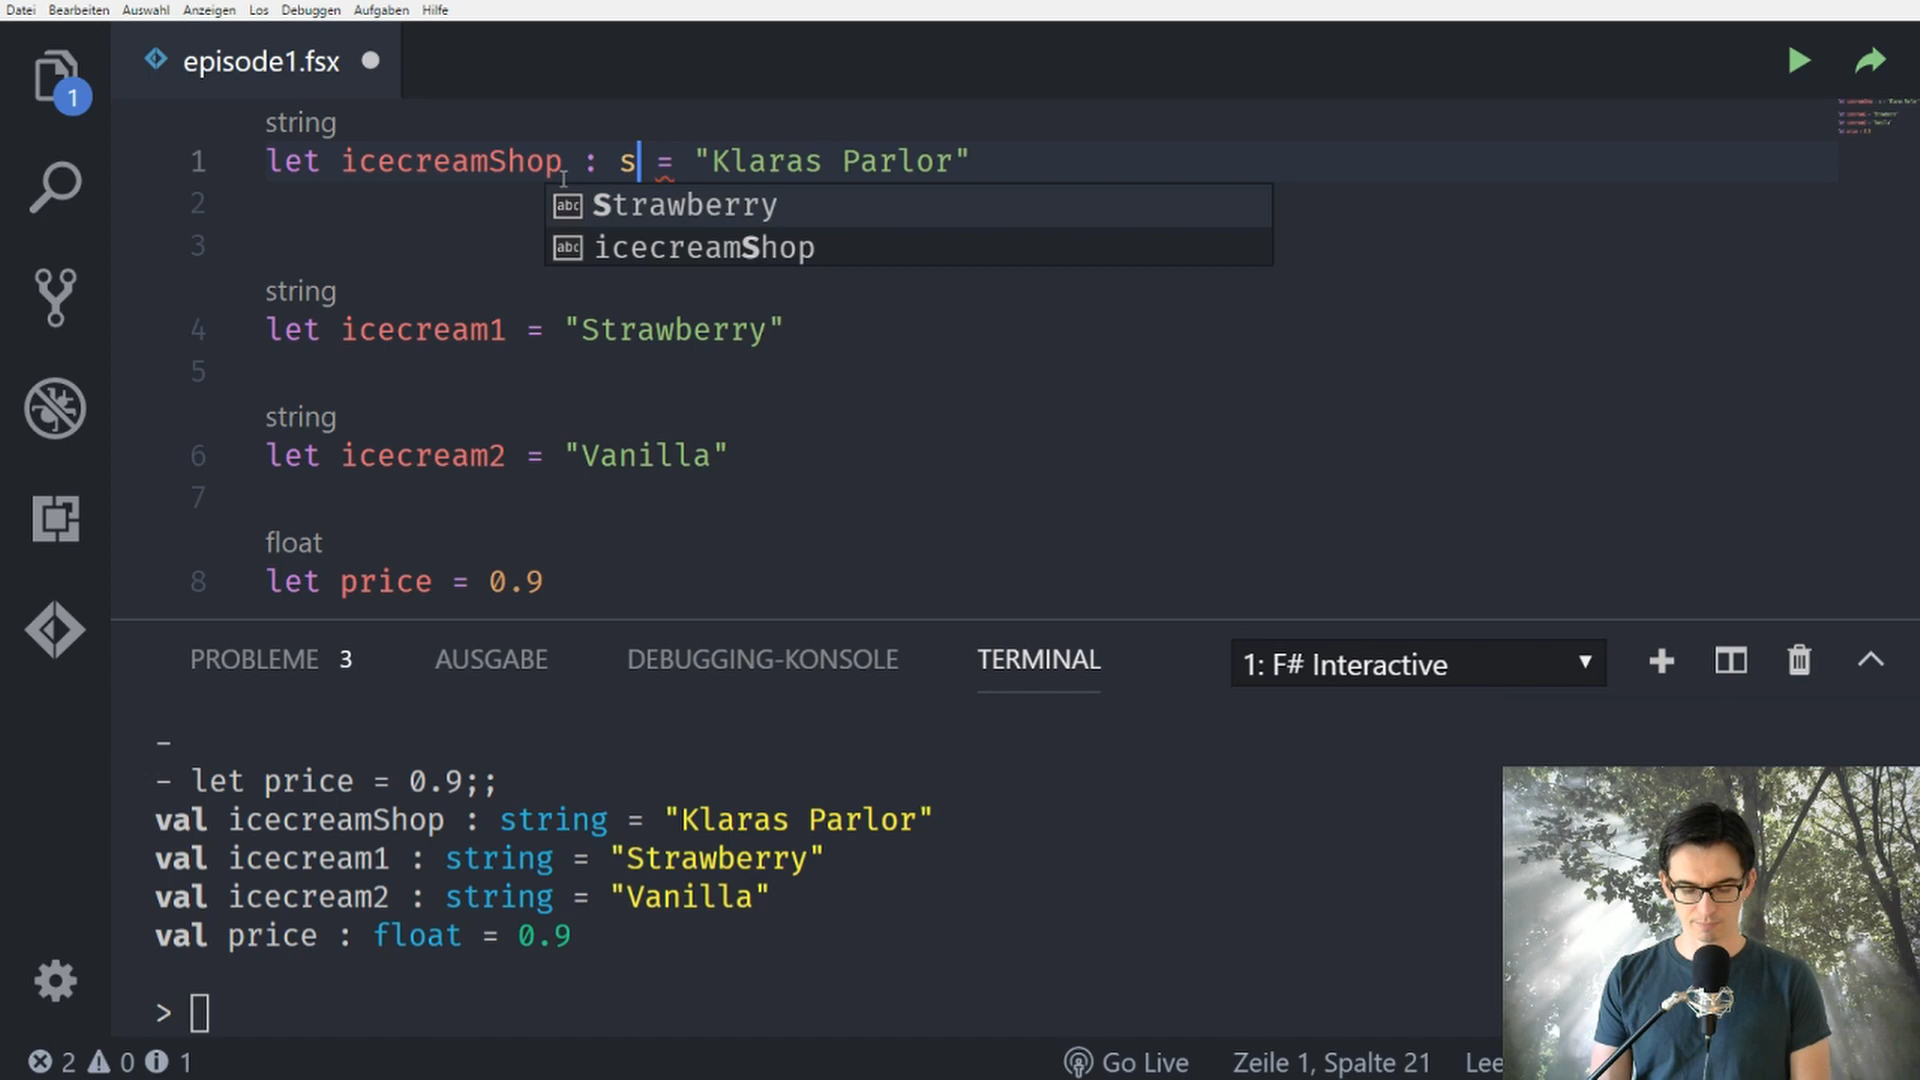 Datei Bearbeiten Auswahl Anzeigen Los Debuggen Aufgaben Hilfe
episode1.fsx
1
string
1 let icecreamShop : s = "Klaras Parlor"
2
abc Strawberry
3
abc icecreamShop
string
4 let icecream1 = "Strawberry"
5
string
6 let icecream2 = "Vanilla"
7
float
8 let price = 0.9
PROBLEME 3 AUSGABE DEBUGGING-KONSOLE TERMINAL 1: F# Interactive
-
- let price = 0.9;;
val icecreamShop : string = "Klaras Parlor"
val icecream1 : string = "Strawberry"
val icecream2 : string = "Vanilla"
val price : float = 0.9
>
2 0 1 Go Live Zeile 1, Spalte 21 Lee